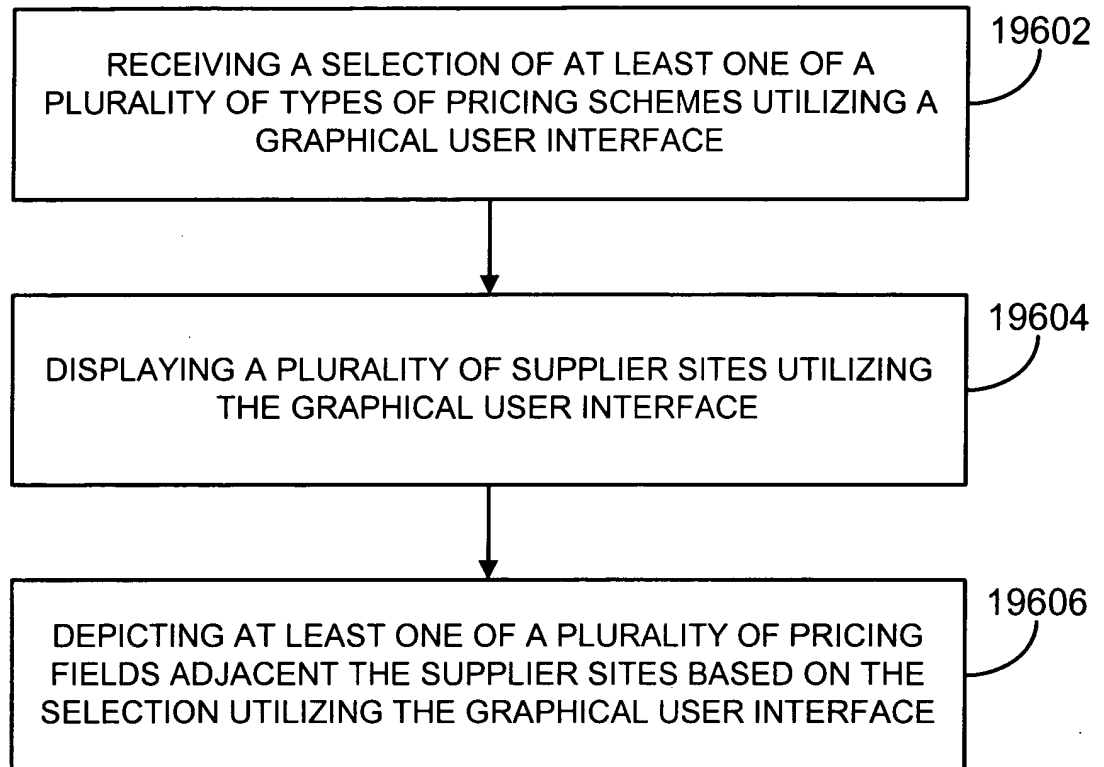 19602
RECEIVING A SELECTION OF AT LEAST ONE OF A
PLURALITY OF TYPES OF PRICING SCHEMES UTILIZING A
GRAPHICAL USER INTERFACE
19604
DISPLAYING A PLURALITY OF SUPPLIER SITES UTILIZING
THE GRAPHICAL USER INTERFACE
19606
DEPICTING AT LEAST ONE OF A PLURALITY OF PRICING
FIELDS ADJACENT THE SUPPLIER SITES BASED ON THE
SELECTION UTILIZING THE GRAPHICAL USER INTERFACE